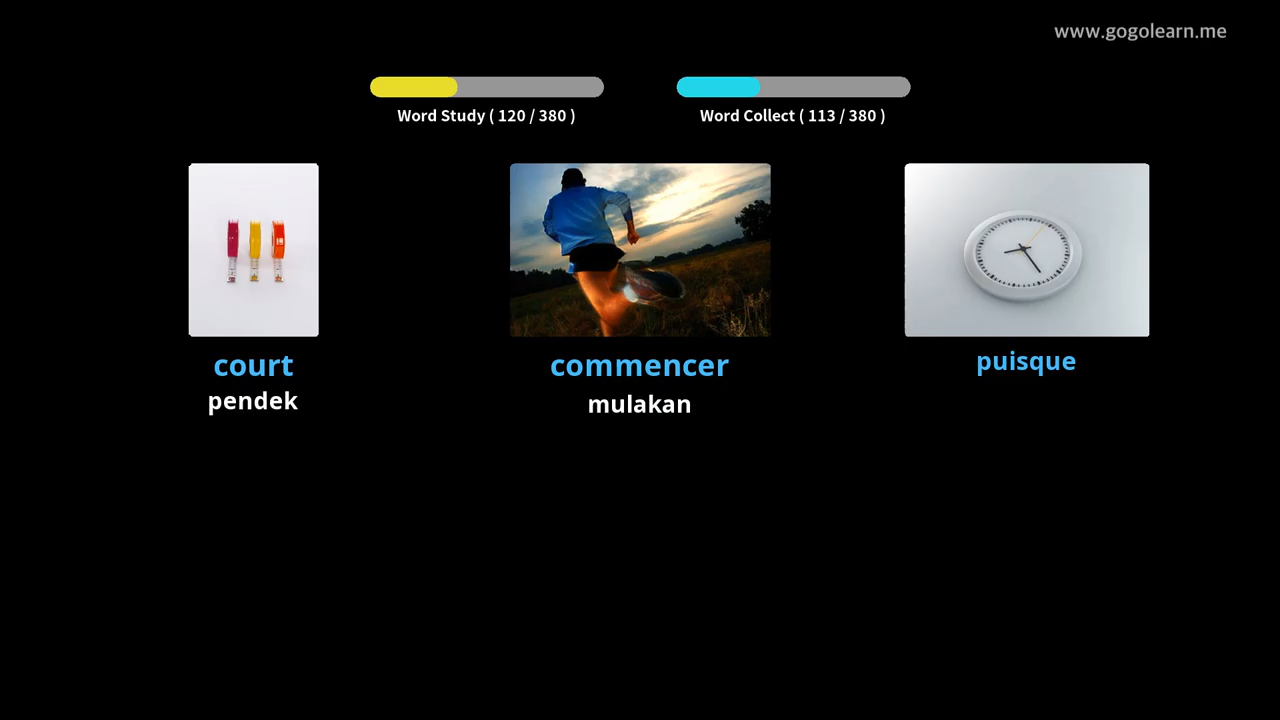 www.gogolearn.me
Word Study ( 120 / 380 )
Word Collect ( 113 / 380 )
court
pendek
commencer
mulakan
puisque